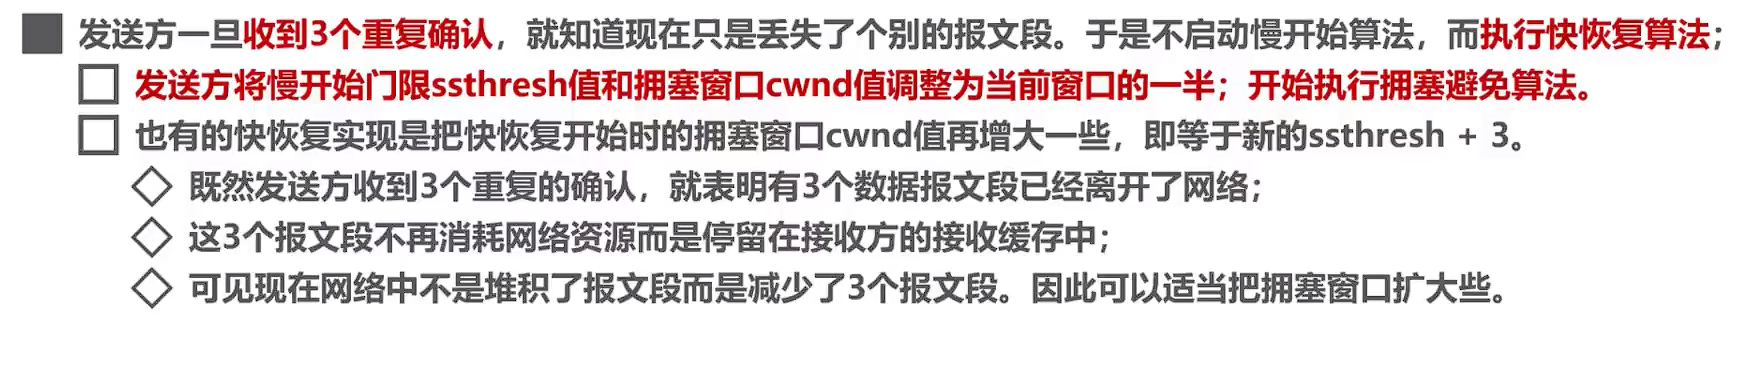 发送方一旦收到3个重复确认，就知道现在只是丢失了个别的报文段。于是不启动慢开始算法，而执行快恢复算法；
发送方将慢开始门限ssthresh值和拥塞窗口cwnd值调整为当前窗口的一半；开始执行拥塞避免算法。
也有的快恢复实现是把快恢复开始时的拥塞窗口cwnd值再增大一些，即等于新的ssthresh + 3。
既然发送方收到3个重复的确认，就表明有3个数据报文段已经离开了网络；
这3个报文段不再消耗网络资源而是停留在接收方的接收缓存中；
可见现在网络中不是堆积了报文段而是减少了3个报文段。因此可以适当把拥塞窗口扩大些。